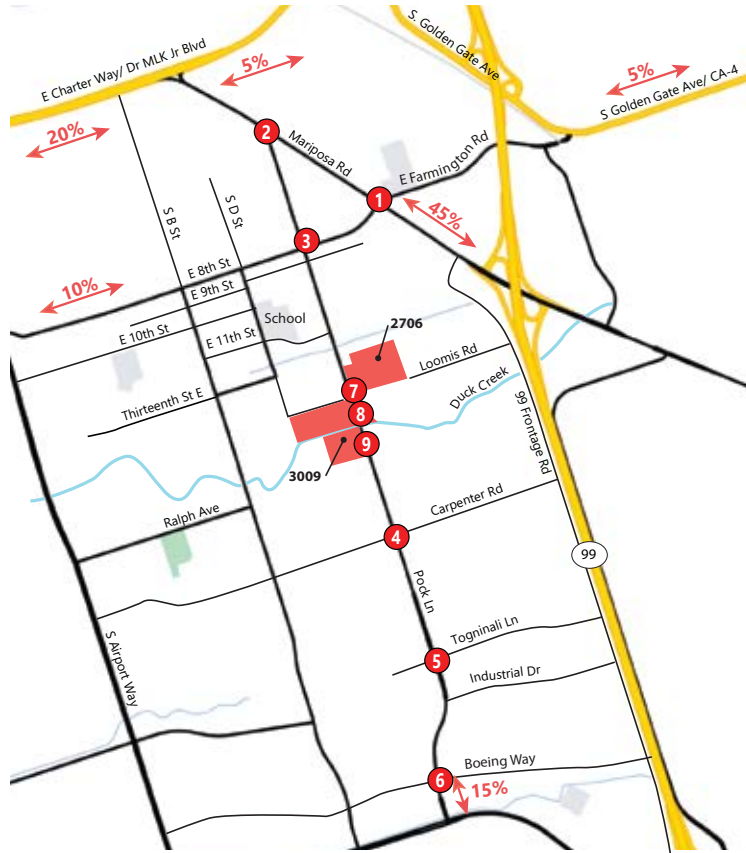 E Charter Way/ Dr MLK Jr Blvd
5%
S. Golden Gate Ave
5%
S Golden Gate Ave/ CA-4
20%
2
Mariposa Rd
E Farmington Rd
1
45%
S B St
S D St
3
E 8th St
10%
E 9th St
E 10th St
School
E 11th St
2706
Loomis Rd
7
Thirteenth St E
8
Duck Creek
99 Frontage Rd
9
3009
Carpenter Rd
Ralph Ave
4
99
Pock Ln
S Airport Way
Togninali Ln
5
Industrial Dr
Boeing Way
6
15%